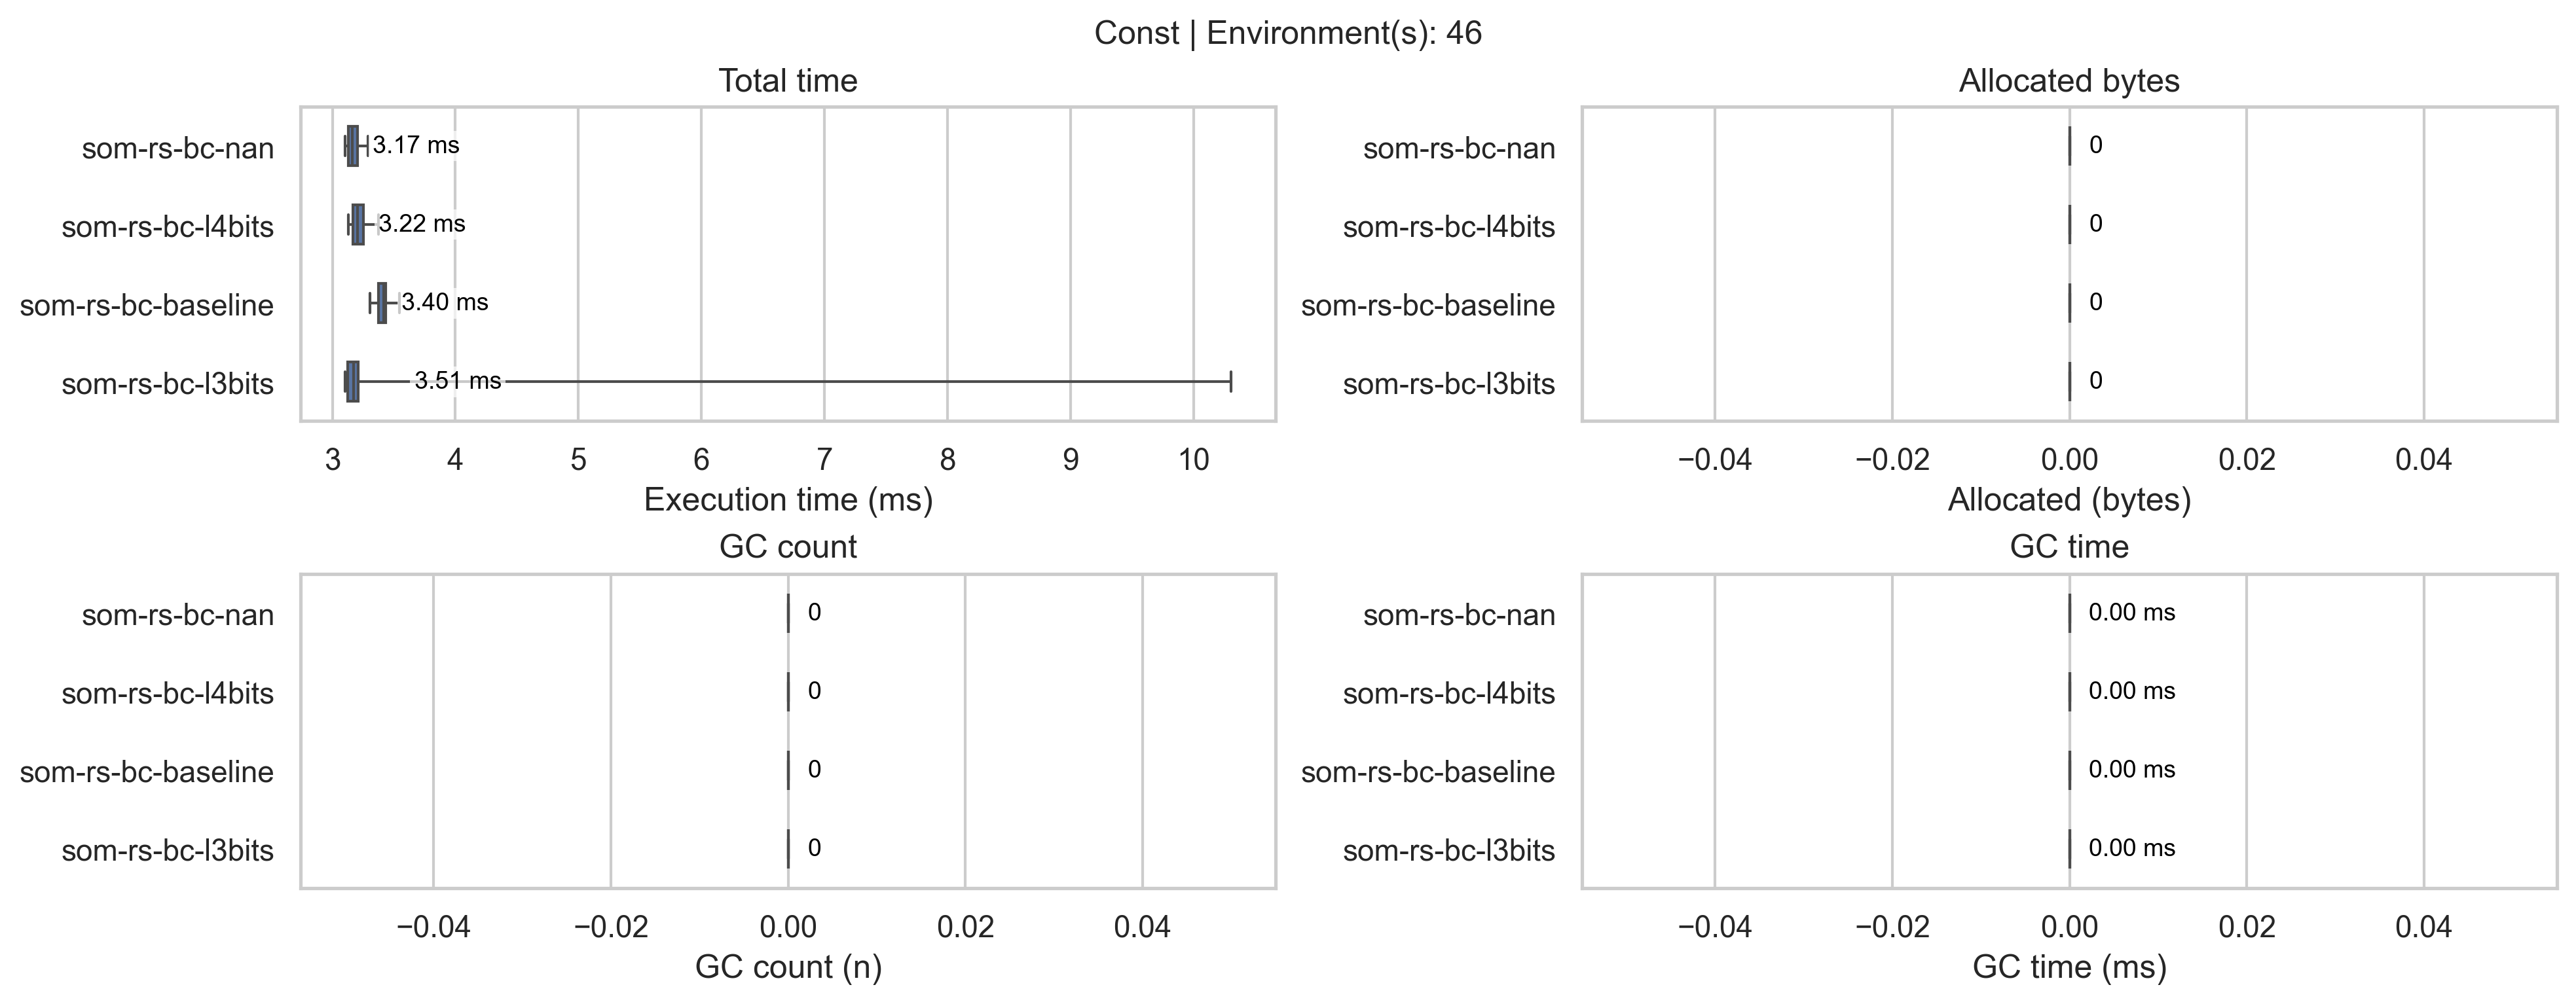 Const | Environment(s): 46
Total time
som-rs-bc-nan
3.17 ms
som-rs-bc-l4bits
3.22 ms
som-rs-bc-baseline
3.40 ms
som-rs-bc-l3bits
3.51 ms
3 4 5 6 7 8 9 10
Execution time (ms)
Allocated bytes
som-rs-bc-nan
0
som-rs-bc-l4bits
0
som-rs-bc-baseline
0
som-rs-bc-l3bits
0
−0.04 −0.02 0.00 0.02 0.04
Allocated (bytes)
GC count
som-rs-bc-nan
0
som-rs-bc-l4bits
0
som-rs-bc-baseline
0
som-rs-bc-l3bits
0
−0.04 −0.02 0.00 0.02 0.04
GC count (n)
GC time
som-rs-bc-nan
0.00 ms
som-rs-bc-l4bits
0.00 ms
som-rs-bc-baseline
0.00 ms
som-rs-bc-l3bits
0.00 ms
−0.04 −0.02 0.00 0.02 0.04
GC time (ms)